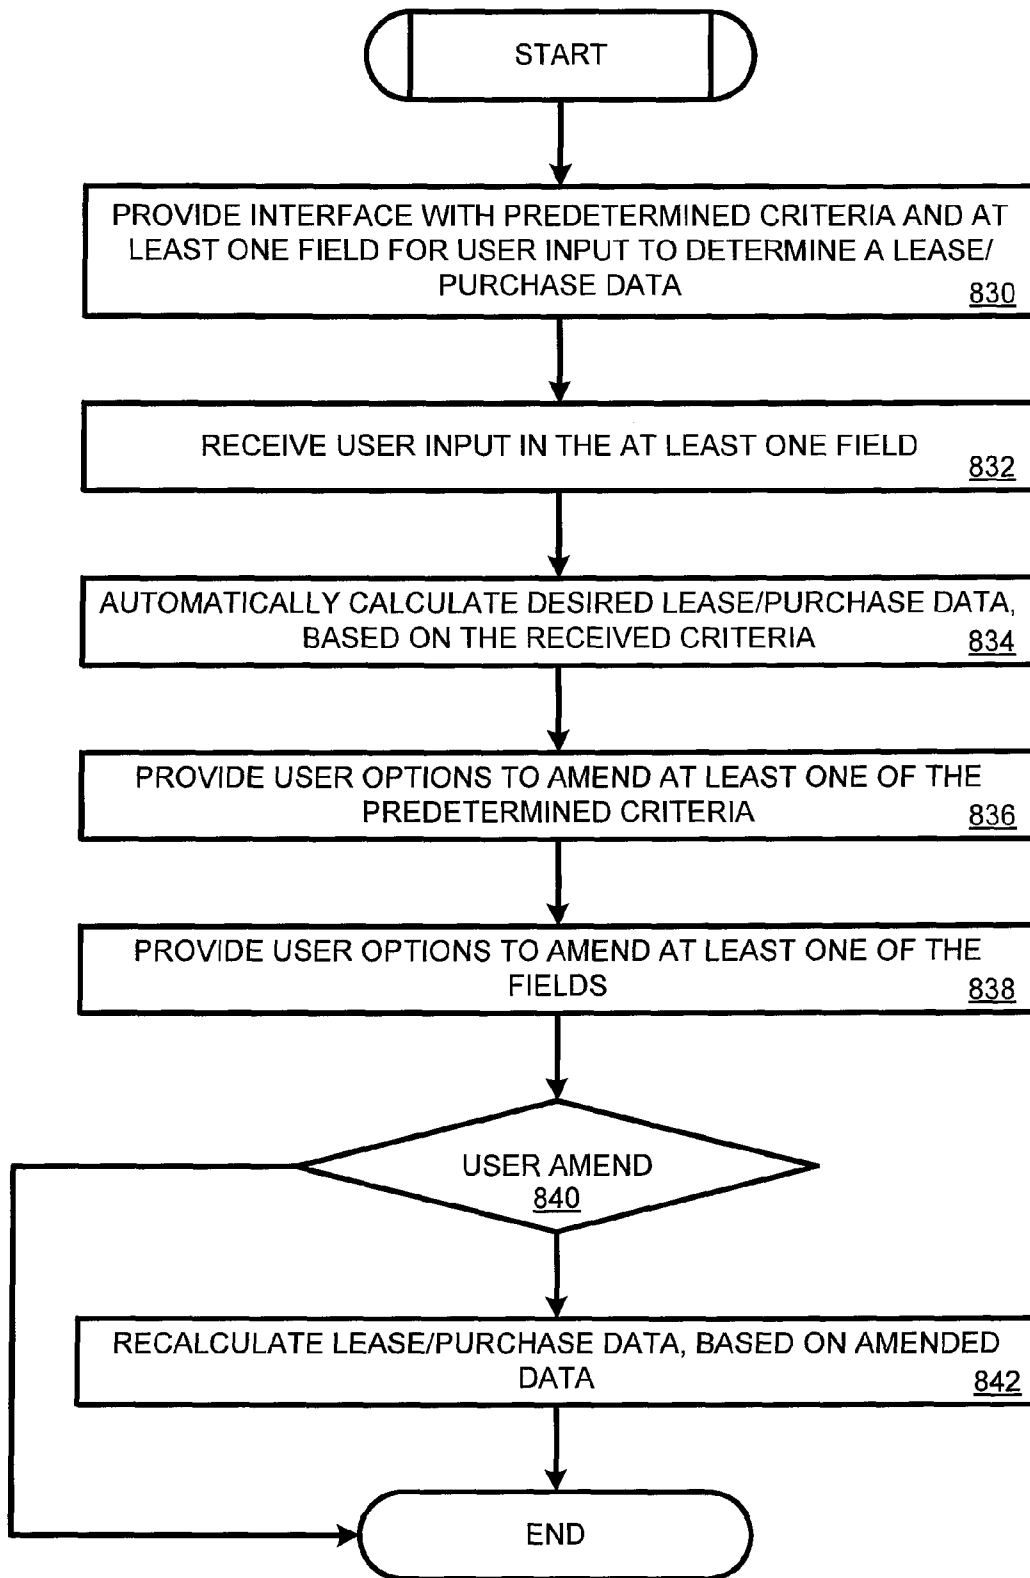 START
PROVIDE INTERFACE WITH PREDETERMINED CRITERIA AND AT
LEAST ONE FIELD FOR USER INPUT TO DETERMINE A LEASE/
PURCHASE DATA
830
RECEIVE USER INPUT IN THE AT LEAST ONE FIELD
832
AUTOMATICALLY CALCULATE DESIRED LEASE/PURCHASE DATA,
BASED ON THE RECEIVED CRITERIA
834
PROVIDE USER OPTIONS TO AMEND AT LEAST ONE OF THE
PREDETERMINED CRITERIA
836
PROVIDE USER OPTIONS TO AMEND AT LEAST ONE OF THE
FIELDS
838
USER AMEND
840
RECALCULATE LEASE/PURCHASE DATA, BASED ON AMENDED
DATA
842
END